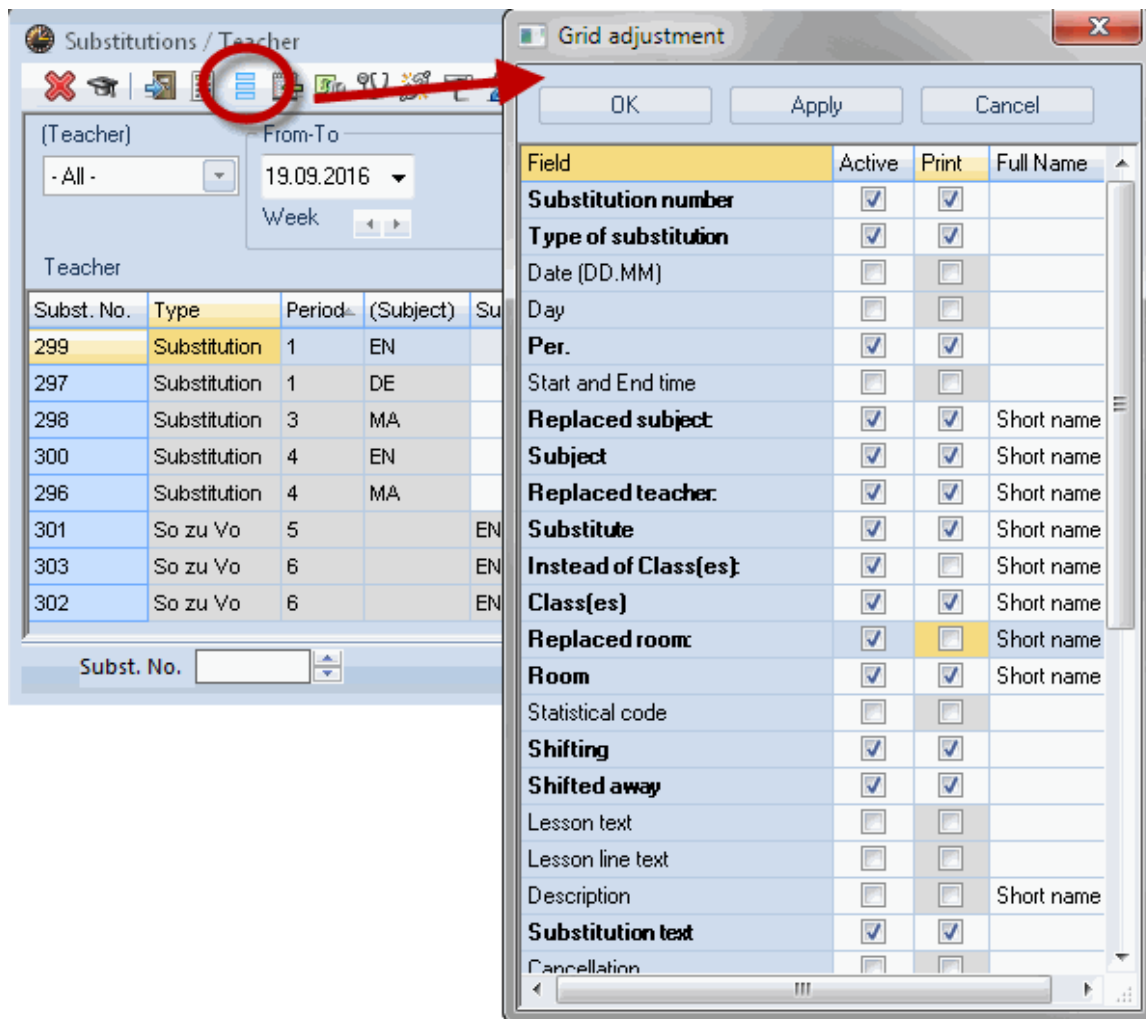 Substitutions / Teacher
(Teacher)
From-To
- All -
19.09.2016
Week
Teacher
Subst. No. Type Period (Subject) Su
299 Substitution 1 EN
297 Substitution 1 DE
298 Substitution 3 MA
300 Substitution 4 EN
296 Substitution 4 MA
301 So zu Vo 5 EN
303 So zu Vo 6 EN
302 So zu Vo 6 EN
Subst. No.
Grid adjustment
OK Apply Cancel
Field Active Print Full Name
Substitution number
Type of substitution
Date (DD.MM)
Day
Per.
Start and End time
Replaced subject: Short name
Subject Short name
Replaced teacher: Short name
Substitute Short name
Instead of Class(es): Short name
Class(es) Short name
Replaced room: Short name
Room Short name
Statistical code
Shifting
Shifted away
Lesson text
Lesson line text
Description Short name
Substitution text
Cancellation